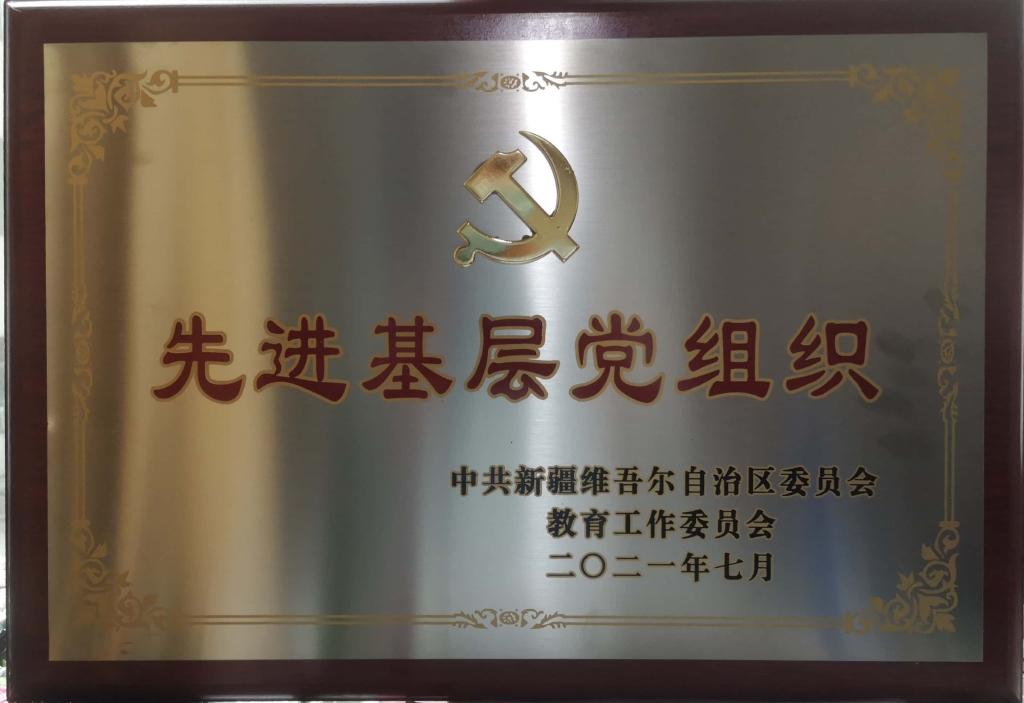 先进基层党组织
中共新疆维吾尔自治区委员会
教育工作委员会
二〇二一年七月